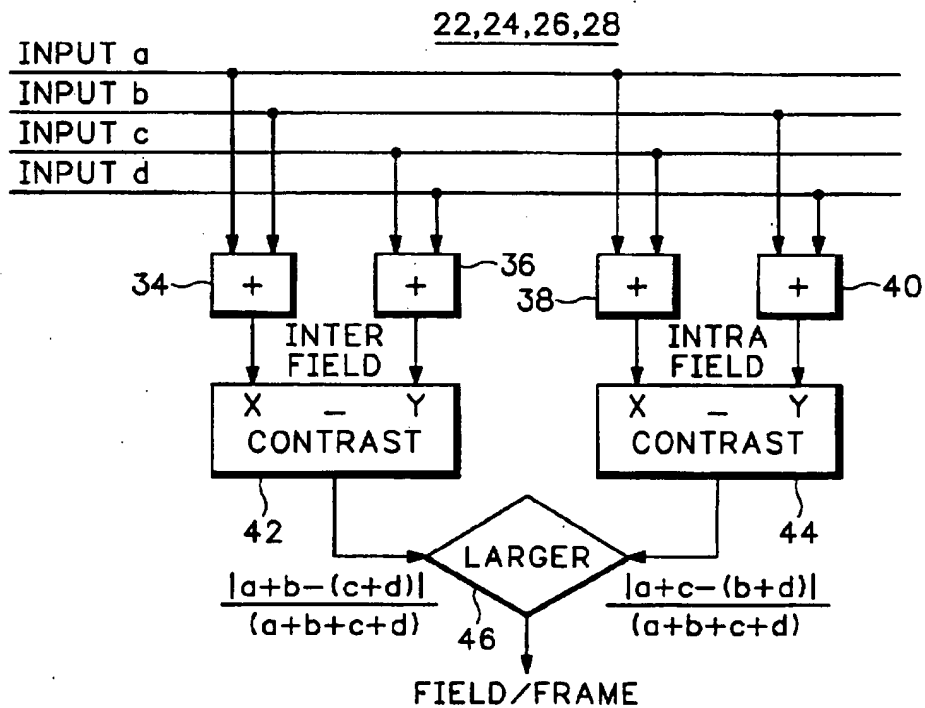 22,24,26,28
INPUT a
INPUT b
INPUT c
INPUT d
34
+
+
36
38
+
+
40
INTER
FIELD
INTRA
FIELD
X – Y
CONTRAST
X – Y
CONTRAST
42
44
LARGER
|a+b-(c+d)|
(a+b+c+d)
46
|a+c-(b+d)|
(a+b+c+d)
FIELD/FRAME